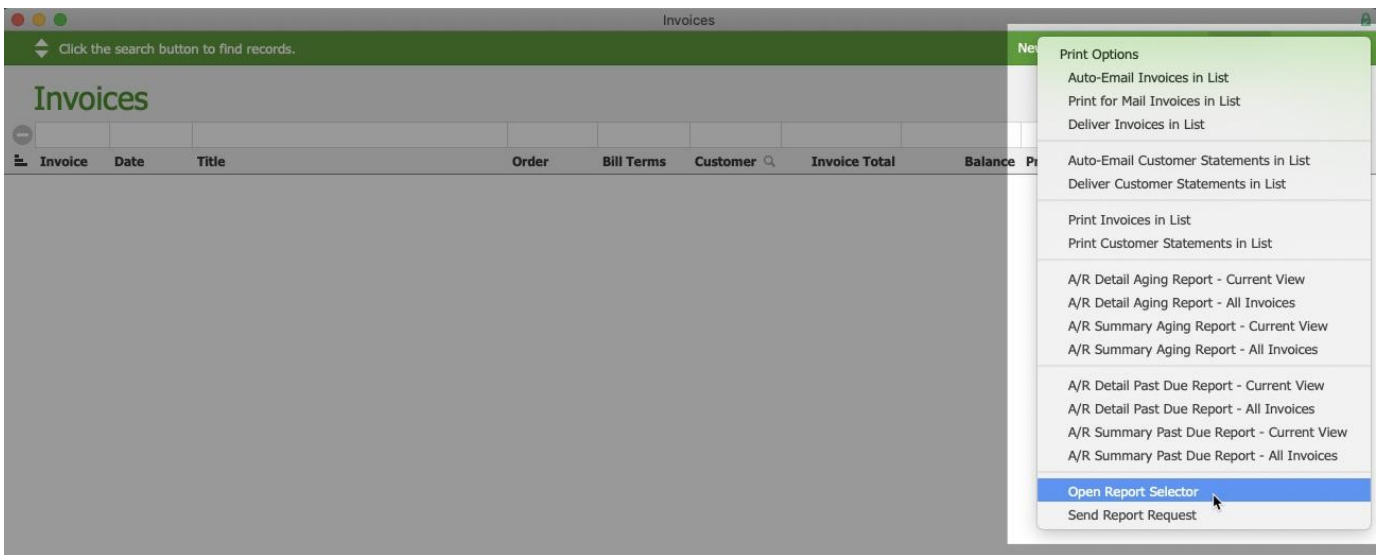 Invoices
Click the search button to find records.
Invoices
Invoice Date Title Order Bill Terms Customer Invoice Total Balance
Print Options
Auto-Email Invoices in List
Print for Mail Invoices in List
Deliver Invoices in List
Auto-Email Customer Statements in List
Deliver Customer Statements in List
Print Invoices in List
Print Customer Statements in List
A/R Detail Aging Report - Current View
A/R Detail Aging Report - All Invoices
A/R Summary Aging Report - Current View
A/R Summary Aging Report - All Invoices
A/R Detail Past Due Report - Current View
A/R Detail Past Due Report - All Invoices
A/R Summary Past Due Report - Current View
A/R Summary Past Due Report - All Invoices
Open Report Selector
Send Report Request